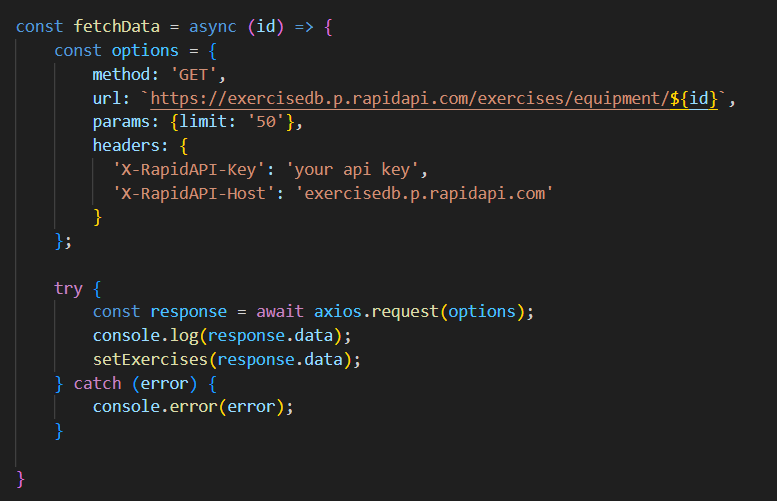 const fetchData = async (id) => {
    const options = {
        method: 'GET',
        url: `https://exercisedb.p.rapidapi.com/exercises/equipment/${id}`,
        params: {limit: '50'},
        headers: {
          'X-RapidAPI-Key': 'your api key',
          'X-RapidAPI-Host': 'exercisedb.p.rapidapi.com'
        }
    };

    try {
        const response = await axios.request(options);
        console.log(response.data);
        setExercises(response.data);
    } catch (error) {
        console.error(error);
    }

}